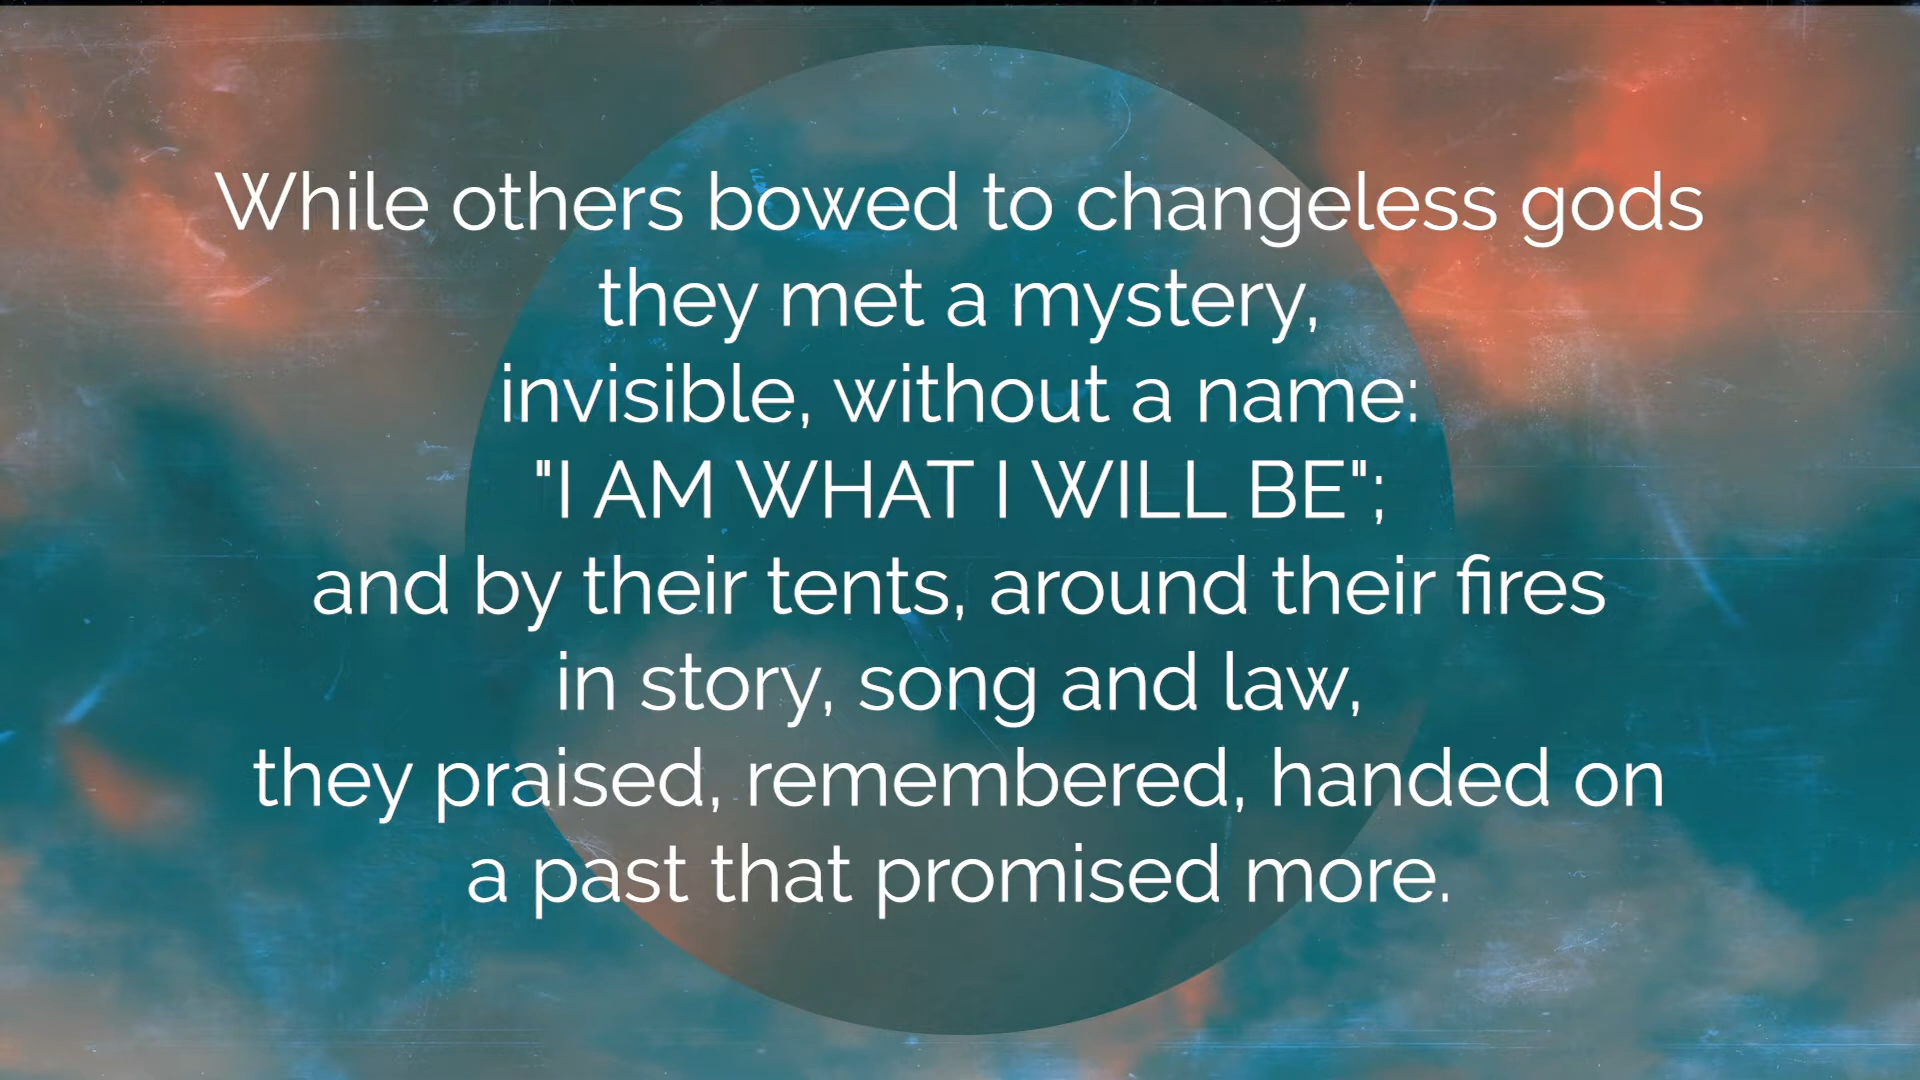 While others bowed to changeless gods
they met a mystery,
invisible, without a name:
"I AM WHAT I WILL BE";
and by their tents, around their fires
in story, song and law,
they praised, remembered, handed on
a past that promised more.